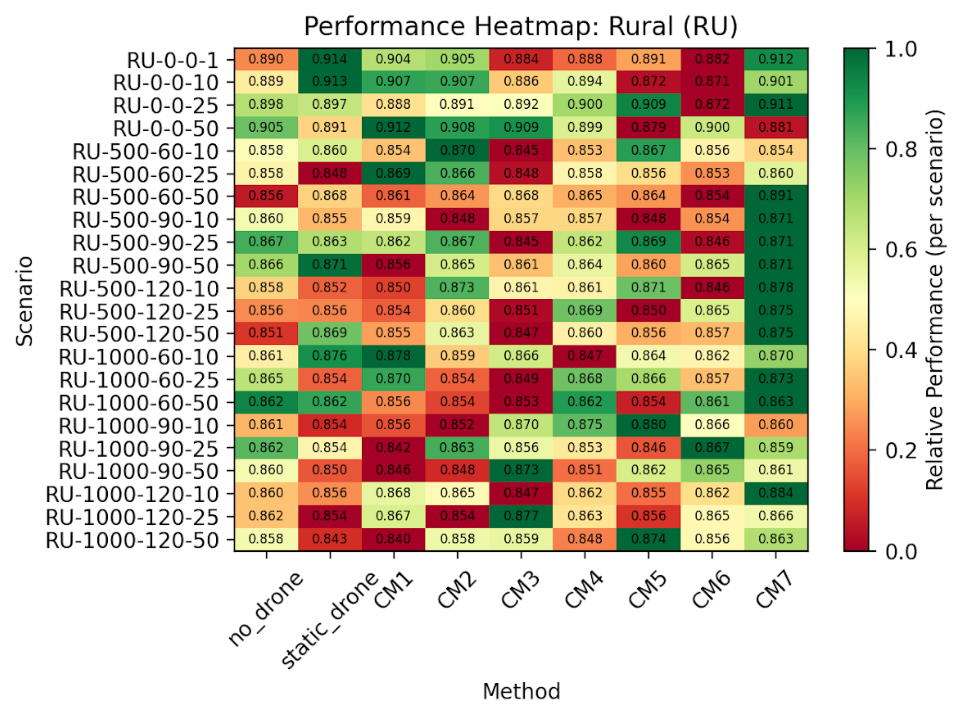 Performance Heatmap: Rural (RU)
RU-0-0-1 0.890 0.914 0.904 0.905 0.884 0.888 0.891 0.882 0.912
RU-0-0-10 0.889 0.913 0.907 0.907 0.886 0.894 0.872 0.871 0.901
RU-0-0-25 0.898 0.897 0.888 0.891 0.892 0.900 0.909 0.872 0.911
RU-0-0-50 0.905 0.891 0.912 0.908 0.909 0.899 0.879 0.900 0.881
RU-500-60-10 0.858 0.860 0.854 0.870 0.845 0.853 0.867 0.856 0.854
RU-500-60-25 0.858 0.848 0.869 0.866 0.848 0.858 0.856 0.853 0.860
RU-500-60-50 0.856 0.868 0.861 0.864 0.868 0.865 0.864 0.854 0.891
RU-500-90-10 0.860 0.855 0.859 0.848 0.857 0.857 0.848 0.854 0.871
RU-500-90-25 0.867 0.863 0.862 0.867 0.845 0.862 0.869 0.846 0.871
RU-500-90-50 0.866 0.871 0.856 0.865 0.861 0.864 0.860 0.865 0.871
RU-500-120-10 0.858 0.852 0.850 0.873 0.861 0.861 0.871 0.846 0.878
RU-500-120-25 0.856 0.856 0.854 0.860 0.851 0.869 0.850 0.865 0.875
RU-500-120-50 0.851 0.869 0.855 0.863 0.847 0.860 0.856 0.857 0.875
RU-1000-60-10 0.861 0.876 0.878 0.859 0.866 0.847 0.864 0.862 0.870
RU-1000-60-25 0.865 0.854 0.870 0.854 0.849 0.868 0.866 0.857 0.873
RU-1000-60-50 0.862 0.862 0.856 0.854 0.853 0.862 0.854 0.861 0.863
RU-1000-90-10 0.861 0.854 0.856 0.852 0.870 0.875 0.880 0.866 0.860
RU-1000-90-25 0.862 0.854 0.842 0.863 0.856 0.853 0.846 0.867 0.859
RU-1000-90-50 0.860 0.850 0.846 0.848 0.873 0.851 0.862 0.865 0.861
RU-1000-120-10 0.860 0.856 0.868 0.865 0.847 0.862 0.855 0.862 0.884
RU-1000-120-25 0.862 0.854 0.867 0.854 0.877 0.863 0.856 0.865 0.866
RU-1000-120-50 0.858 0.843 0.840 0.858 0.859 0.848 0.874 0.856 0.863
no_drone static_drone CM1 CM2 CM3 CM4 CM5 CM6 CM7
Method
Scenario
1.0
0.8
0.6
0.4
0.2
0.0
Relative Performance (per scenario)